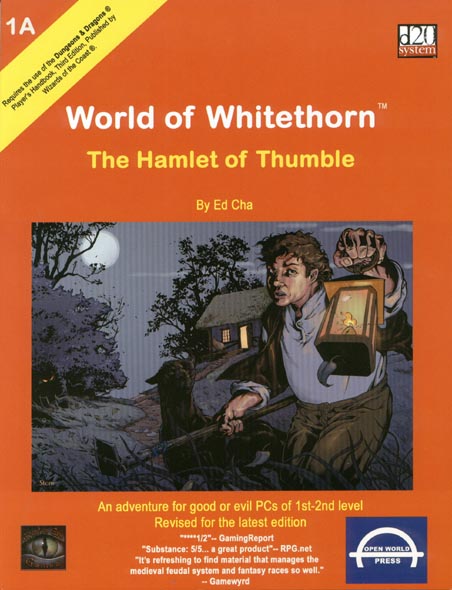 1A
Requires the use of the Dungeons & Dragons ®
Player's Handbook, Third Edition, Published by
Wizards of the Coast ®.
d20
system
World of Whitethorn™
The Hamlet of Thumble
By Ed Cha
An adventure for good or evil PCs of 1st-2nd level
Revised for the latest edition
"****1/2"-- GamingReport
"Substance: 5/5... a great product"-- RPG.net
"It's refreshing to find material that manages the
medieval feudal system and fantasy races so well."
-- Gamewyrd
OPEN WORLD
PRESS